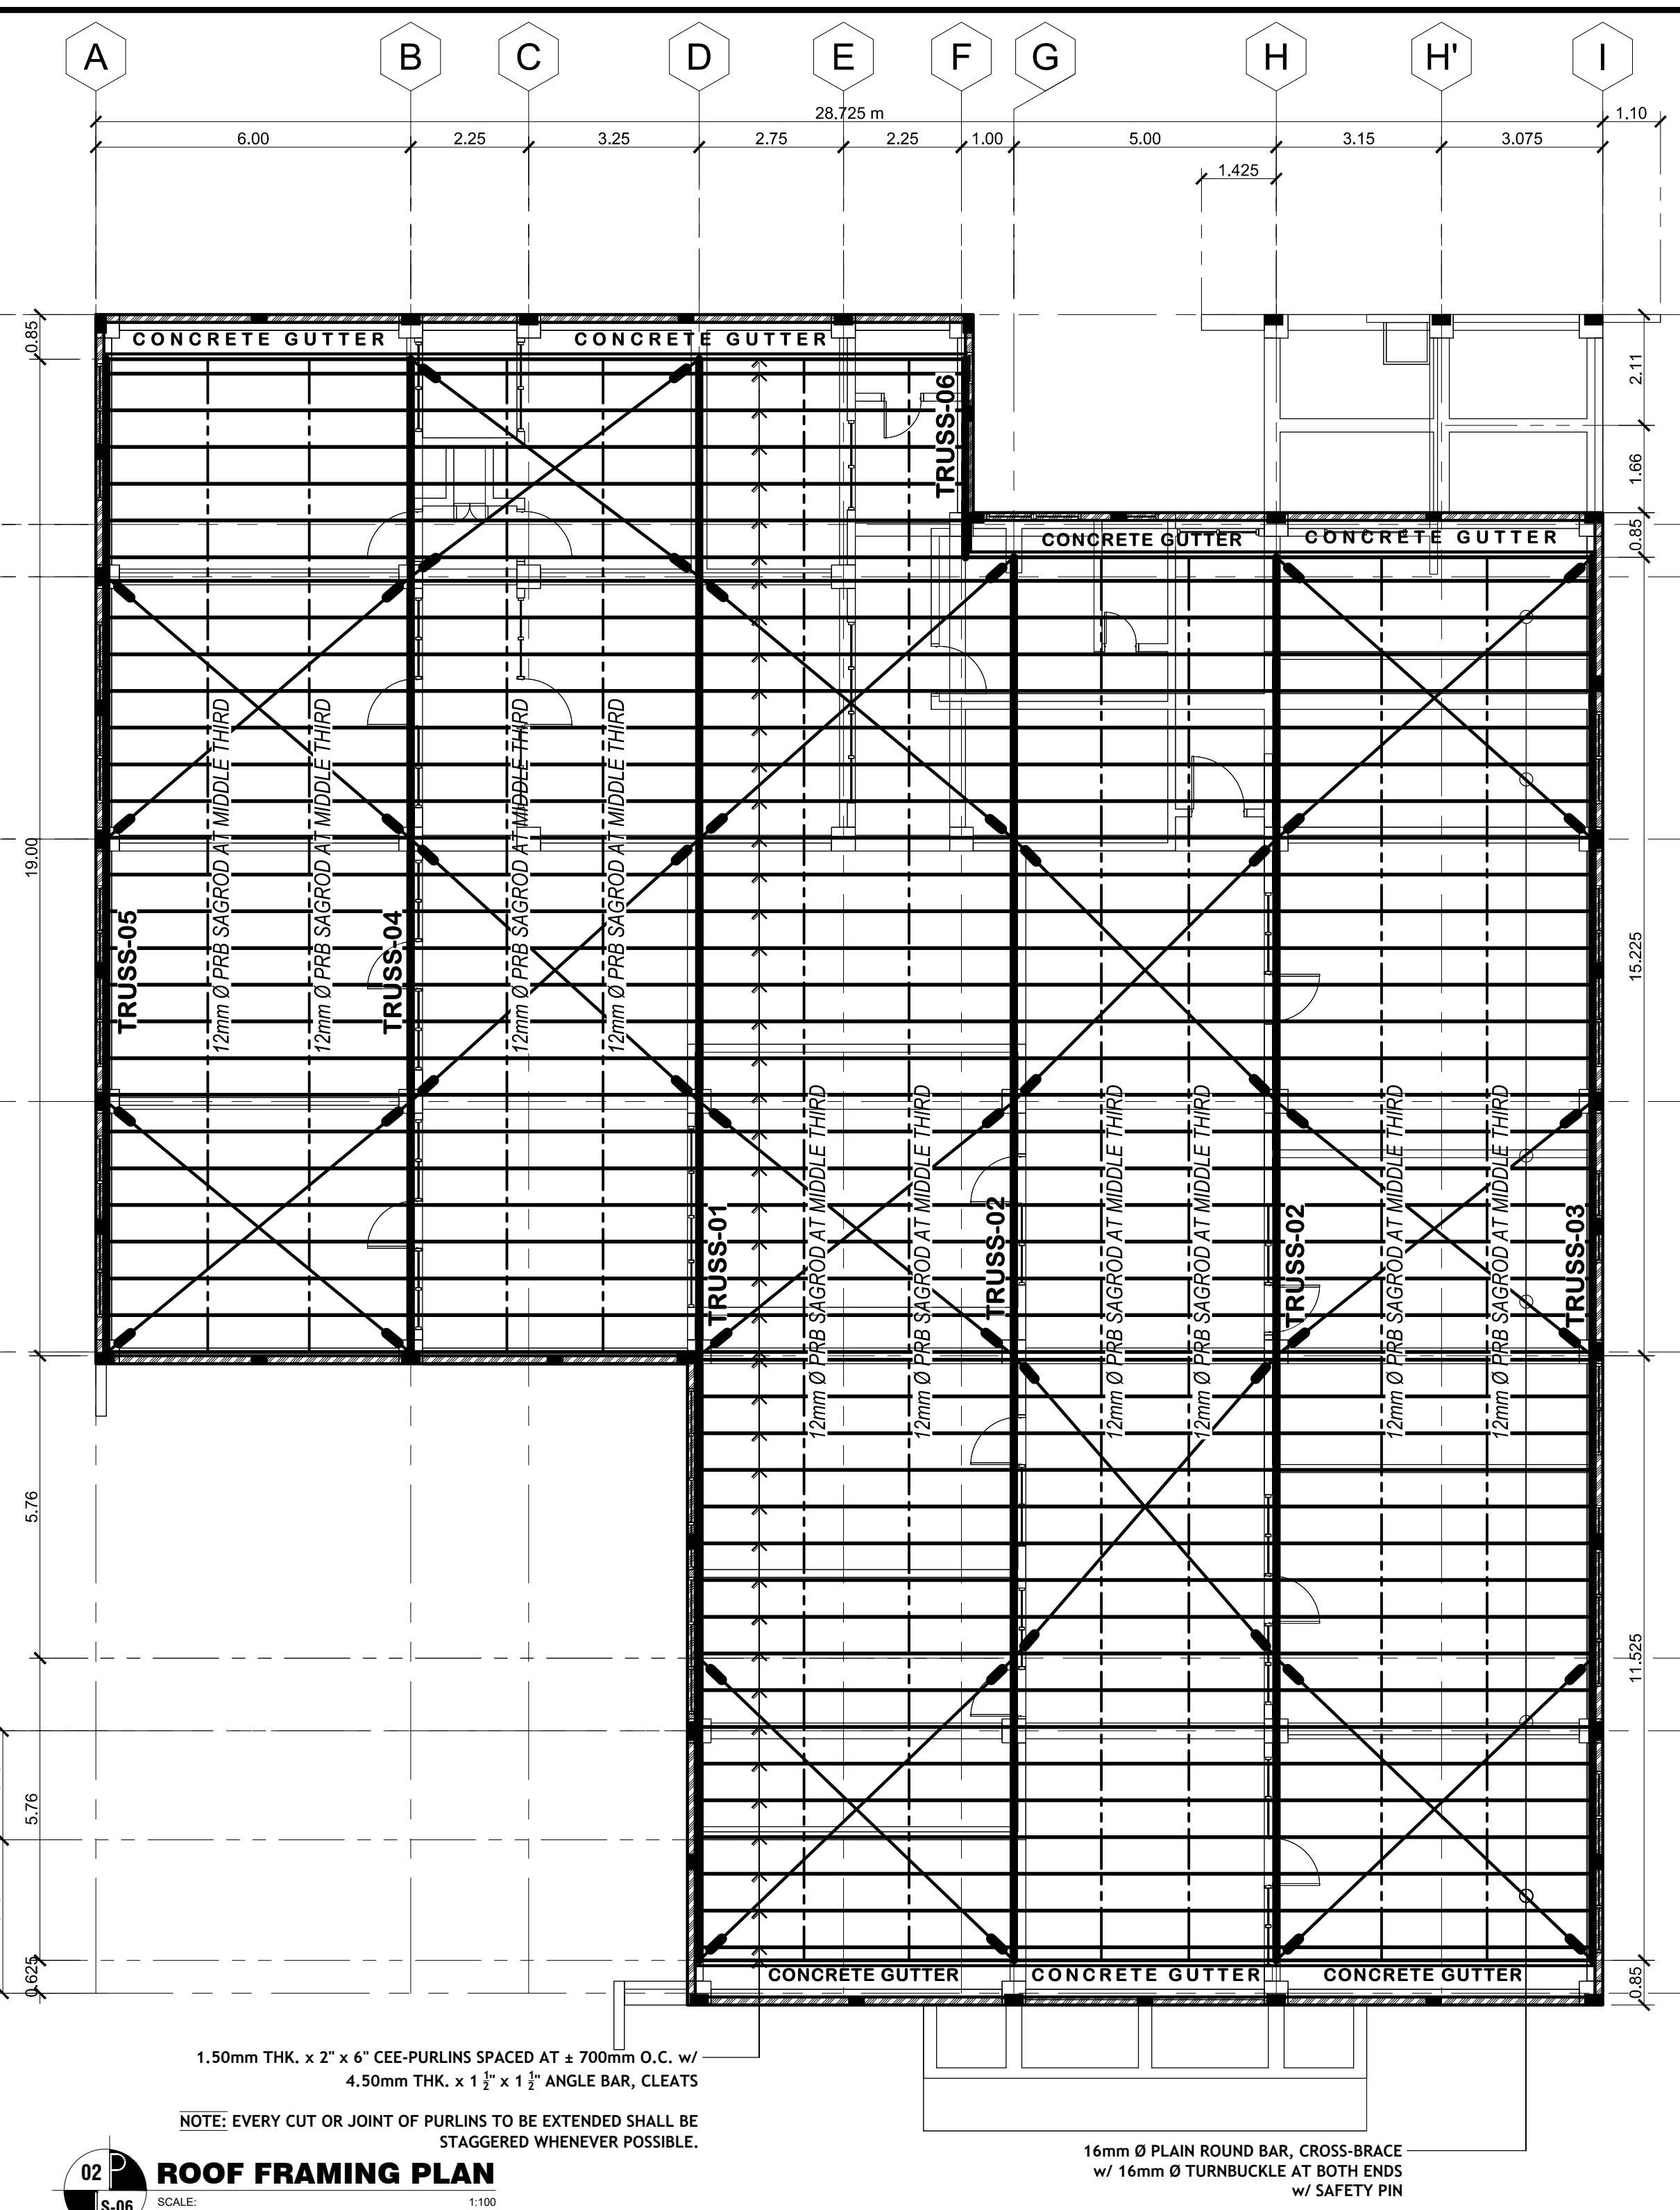 A
B
C
D
E
F
G
H
H'
I
28.725 m
1.10
6.00
2.25
3.25
2.75
2.25
1.00
5.00
3.15
3.075
1.425
0.85
CONCRETE GUTTER
CONCRETE GUTTER
2.11
TRUSS-06
1.66
CONCRETE GUTTER
CONCRETE GUTTER
0.85
19.00
12mm Ø PRB SAGROD AT MIDDLE THIRD
12mm Ø PRB SAGROD AT MIDDLE THIRD
12mm Ø PRB SAGROD AT MIDDLE THIRD
12mm Ø PRB SAGROD AT MIDDLE THIRD
TRUSS-05
TRUSS-04
15.225
12mm Ø PRB SAGROD AT MIDDLE THIRD
12mm Ø PRB SAGROD AT MIDDLE THIRD
12mm Ø PRB SAGROD AT MIDDLE THIRD
12mm Ø PRB SAGROD AT MIDDLE THIRD
12mm Ø PRB SAGROD AT MIDDLE THIRD
12mm Ø PRB SAGROD AT MIDDLE THIRD
TRUSS-01
TRUSS-02
TRUSS-02
TRUSS-03
5.76
11.525
5.76
0.625
CONCRETE GUTTER
CONCRETE GUTTER
CONCRETE GUTTER
0.85
1.50mm THK. x 2" x 6" CEE-PURLINS SPACED AT ± 700mm O.C. w/
4.50mm THK. x 1 1/2" x 1 1/2" ANGLE BAR, CLEATS
NOTE: EVERY CUT OR JOINT OF PURLINS TO BE EXTENDED SHALL BE
STAGGERED WHENEVER POSSIBLE.
16mm Ø PLAIN ROUND BAR, CROSS-BRACE
w/ 16mm Ø TURNBUCKLE AT BOTH ENDS
w/ SAFETY PIN
02
S-06
ROOF FRAMING PLAN
SCALE: 1:100